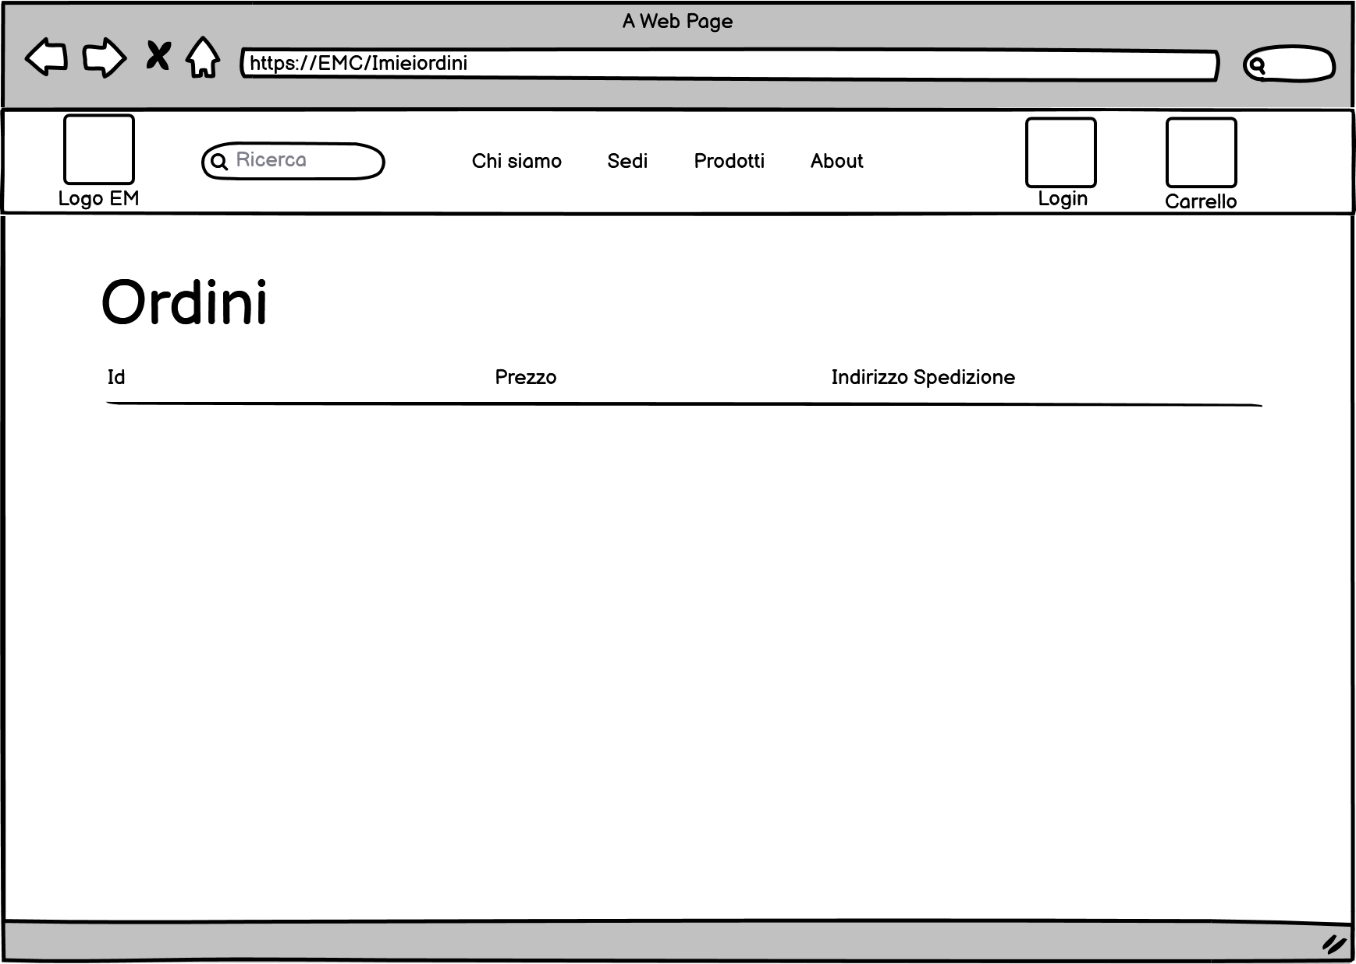 A Web Page
https://EMC/Imieiordini
Ricerca
Chi siamo
Sedi
Prodotti
About
Logo EM
Login
Carrello
Ordini
Id
Prezzo
Indirizzo Spedizione